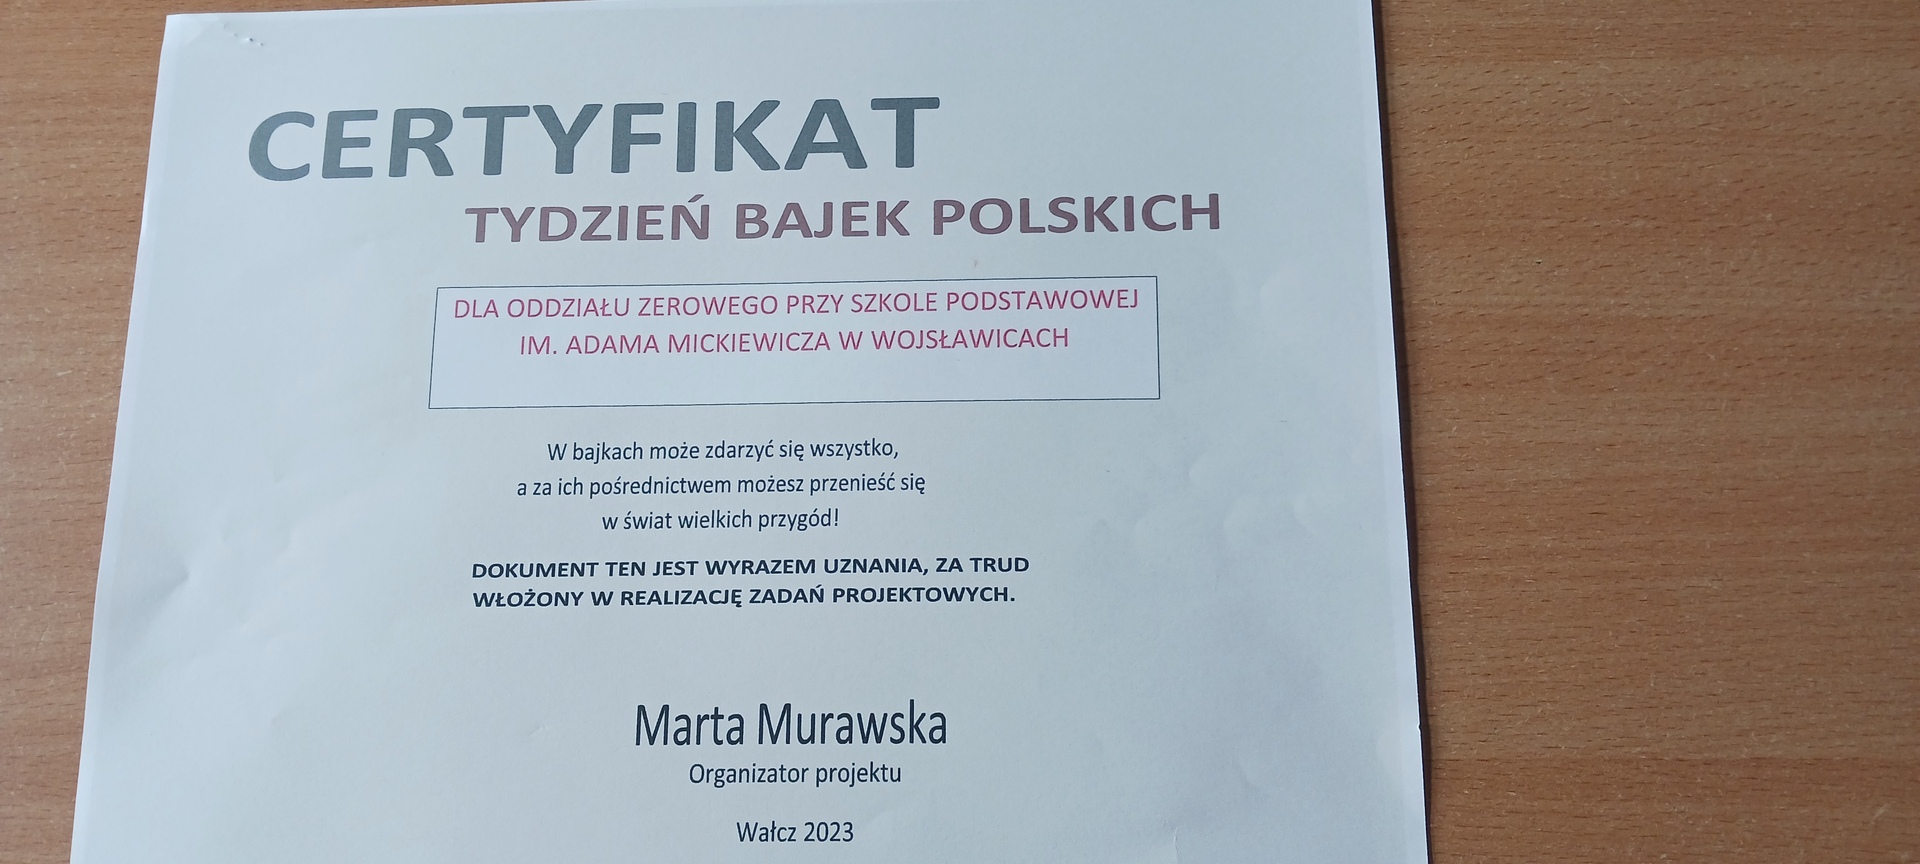 CERTYFIKAT
TYDZIEŃ BAJEK POLSKICH
DLA ODDZIAŁU ZEROWEGO PRZY SZKOLE PODSTAWOWEJ
IM. ADAMA MICKIEWICZA W WOJSŁAWICACH
W bajkach może zdarzyć się wszystko,
a za ich pośrednictwem możesz przenieść się
w świat wielkich przygód!
DOKUMENT TEN JEST WYRAZEM UZNANIA, ZA TRUD
WŁOŻONY W REALIZACJĘ ZADAŃ PROJEKTOWYCH.
Marta Murawska
Organizator projektu
Wałcz 2023